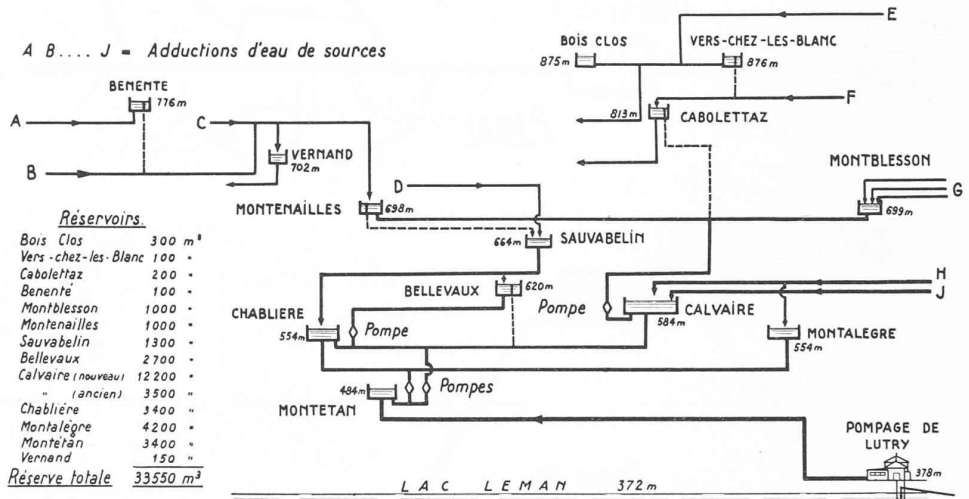 A B.... J = Adductions d'eau de sources
E
BOIS CLOS
875m
VERS-CHEZ-LES-BLANC
876m
BENENTE
776m
A
C
F
813m
CABOLETTAZ
VERNAND
702m
B
D
MONTBLESSON
699m
G
MONTENAILLES
698m
SAUVABELIN
664m
BELLEVAUX
620m
H
J
CHABLIERE
554m
Pompe
Pompe
CALVAIRE
584m
MONTALEGRE
554m
484m
MONTETAN
Pompes
POMPAGE DE
LUTRY
378m
LAC LEMAN 372m
Réservoirs.
Bois Clos 300 m³
Vers-chez-les-Blanc 100 "
Cabolettaz 200 "
Benenté 100 "
Montblesson 1000 "
Montenailles 1000 "
Sauvabelin 1300 "
Bellevaux 2700 "
Calvaire (nouveau) 12200 "
" (ancien) 3500 "
Chablière 3400 "
Montalègre 4200 "
Montétan 3400 "
Vernand 150 "
Réserve totale 33550 m³